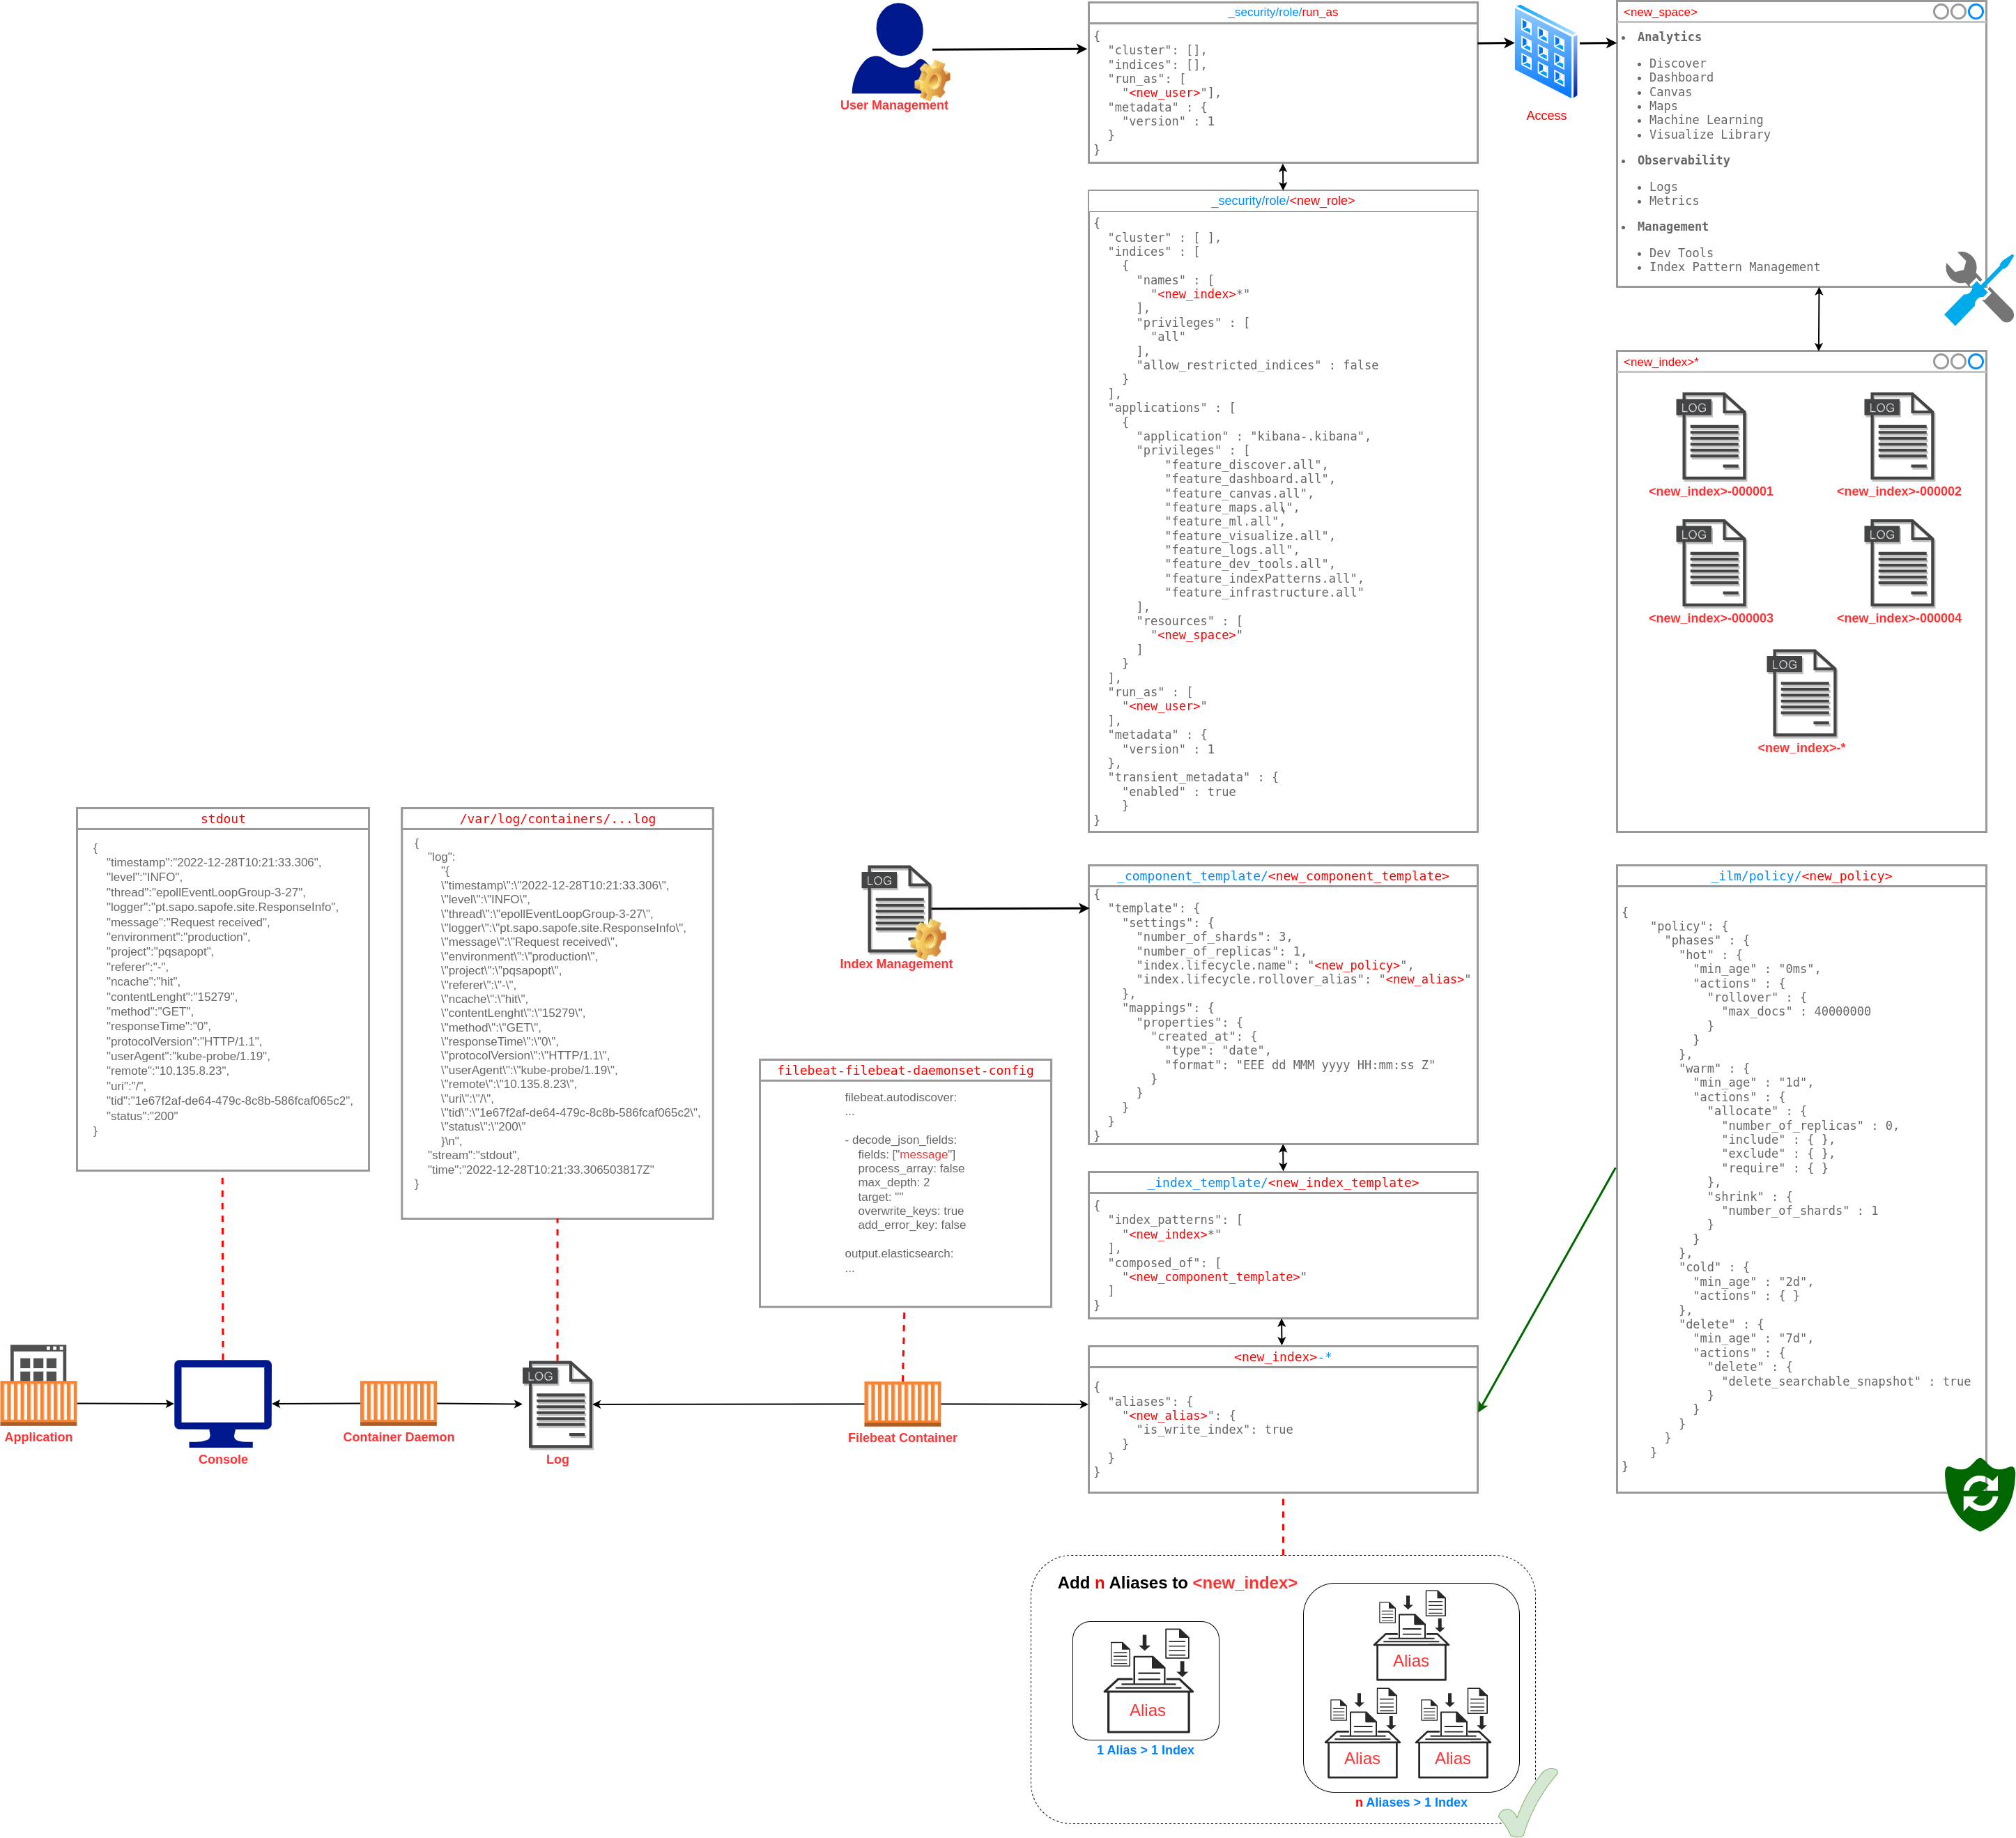 User Management
_security/role/run_as
{
  "cluster": [],
  "indices": [],
  "run_as": [
    "<new_user>"],
  "metadata" : {
    "version" : 1
  }
}
Access
<new_space>
• Analytics
• Discover
• Dashboard
• Canvas
• Maps
• Machine Learning
• Visualize Library
• Observability
• Logs
• Metrics
• Management
• Dev Tools
• Index Pattern Management
_security/role/<new_role>
{
  "cluster" : [ ],
  "indices" : [
    {
      "names" : [
        "<new_index>*"
      ],
      "privileges" : [
        "all"
      ],
      "allow_restricted_indices" : false
    }
  ],
  "applications" : [
    {
      "application" : "kibana-.kibana",
      "privileges" : [
          "feature_discover.all",
          "feature_dashboard.all",
          "feature_canvas.all",
          "feature_maps.all",
          "feature_ml.all",
          "feature_visualize.all",
          "feature_logs.all",
          "feature_dev_tools.all",
          "feature_indexPatterns.all",
          "feature_infrastructure.all"
      ],
      "resources" : [
        "<new_space>"
      ]
    }
  ],
  "run_as" : [
    "<new_user>"
  ],
  "metadata" : {
    "version" : 1
  },
  "transient_metadata" : {
    "enabled" : true
    }
}
<new_index>*
LOG
<new_index>-000001
LOG
<new_index>-000002
LOG
<new_index>-000003
LOG
<new_index>-000004
LOG
<new_index>-*
stdout
{
    "timestamp":"2022-12-28T10:21:33.306",
    "level":"INFO",
    "thread":"epollEventLoopGroup-3-27",
    "logger":"pt.sapo.sapofe.site.ResponseInfo",
    "message":"Request received",
    "environment":"production",
    "project":"pqsapopt",
    "referer":"-",
    "ncache":"hit",
    "contentLenght":"15279",
    "method":"GET",
    "responseTime":"0",
    "protocolVersion":"HTTP/1.1",
    "userAgent":"kube-probe/1.19",
    "remote":"10.135.8.23",
    "uri":"/",
    "tid":"1e67f2af-de64-479c-8c8b-586fcaf065c2",
    "status":"200"
}
/var/log/containers/...log
{
    "log":
        "{
        \"timestamp\":\"2022-12-28T10:21:33.306\",
        \"level\":\"INFO\",
        \"thread\":\"epollEventLoopGroup-3-27\",
        \"logger\":\"pt.sapo.sapofe.site.ResponseInfo\",
        \"message\":\"Request received\",
        \"environment\":\"production\",
        \"project\":\"pqsapopt\",
        \"referer\":\"-\",
        \"ncache\":\"hit\",
        \"contentLenght\":\"15279\",
        \"method\":\"GET\",
        \"responseTime\":\"0\",
        \"protocolVersion\":\"HTTP/1.1\",
        \"userAgent\":\"kube-probe/1.19\",
        \"remote\":\"10.135.8.23\",
        \"uri\":\"/\",
        \"tid\":\"1e67f2af-de64-479c-8c8b-586fcaf065c2\",
        \"status\":\"200\"
        }\n",
    "stream":"stdout",
    "time":"2022-12-28T10:21:33.306503817Z"
}
LOG
Index Management
filebeat-filebeat-daemonset-config
filebeat.autodiscover:
...
- decode_json_fields:
    fields: ["message"]
    process_array: false
    max_depth: 2
    target: ""
    overwrite_keys: true
    add_error_key: false
output.elasticsearch:
...
_component_template/<new_component_template>
{
  "template": {
    "settings": {
      "number_of_shards": 3,
      "number_of_replicas": 1,
      "index.lifecycle.name": "<new_policy>",
      "index.lifecycle.rollover_alias": "<new_alias>"
    },
    "mappings": {
      "properties": {
        "created_at": {
          "type": "date",
          "format": "EEE dd MMM yyyy HH:mm:ss Z"
        }
      }
    }
  }
}
_index_template/<new_index_template>
{
  "index_patterns": [
    "<new_index>*"
  ],
  "composed_of": [
    "<new_component_template>"
  ]
}
<new_index>-*
{
  "aliases": {
    "<new_alias>": {
      "is_write_index": true
    }
  }
}
_ilm/policy/<new_policy>
{
    "policy": {
      "phases" : {
        "hot" : {
          "min_age" : "0ms",
          "actions" : {
            "rollover" : {
              "max_docs" : 40000000
            }
          }
        },
        "warm" : {
          "min_age" : "1d",
          "actions" : {
            "allocate" : {
              "number_of_replicas" : 0,
              "include" : { },
              "exclude" : { },
              "require" : { }
            },
            "shrink" : {
              "number_of_shards" : 1
            }
          }
        },
        "cold" : {
          "min_age" : "2d",
          "actions" : { }
        },
        "delete" : {
          "min_age" : "7d",
          "actions" : {
            "delete" : {
              "delete_searchable_snapshot" : true
            }
          }
        }
      }
    }
}
Application
Console
Container Daemon
LOG
Log
Filebeat Container
Add n Aliases to <new_index>
Alias
1 Alias > 1 Index
Alias
Alias
Alias
n Aliases > 1 Index